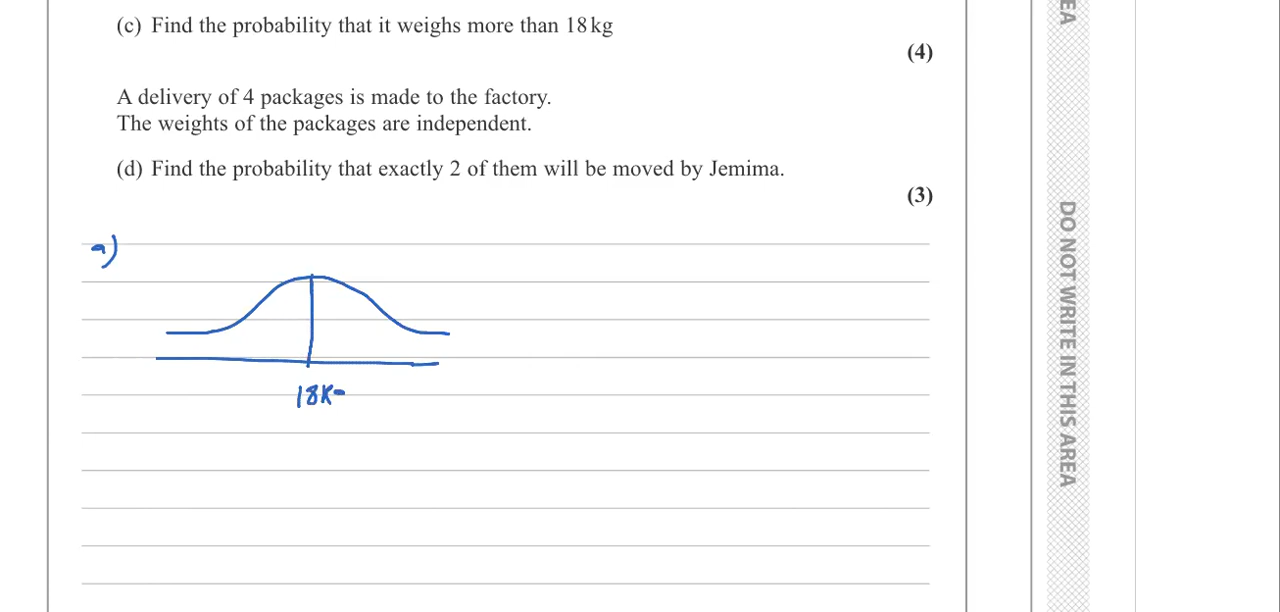 (c) Find the probability that it weighs more than 18 kg
(4)
A delivery of 4 packages is made to the factory.
The weights of the packages are independent.
(d) Find the probability that exactly 2 of them will be moved by Jemima.
(3)
a)
EA
DO NOT WRITE IN THIS AREA